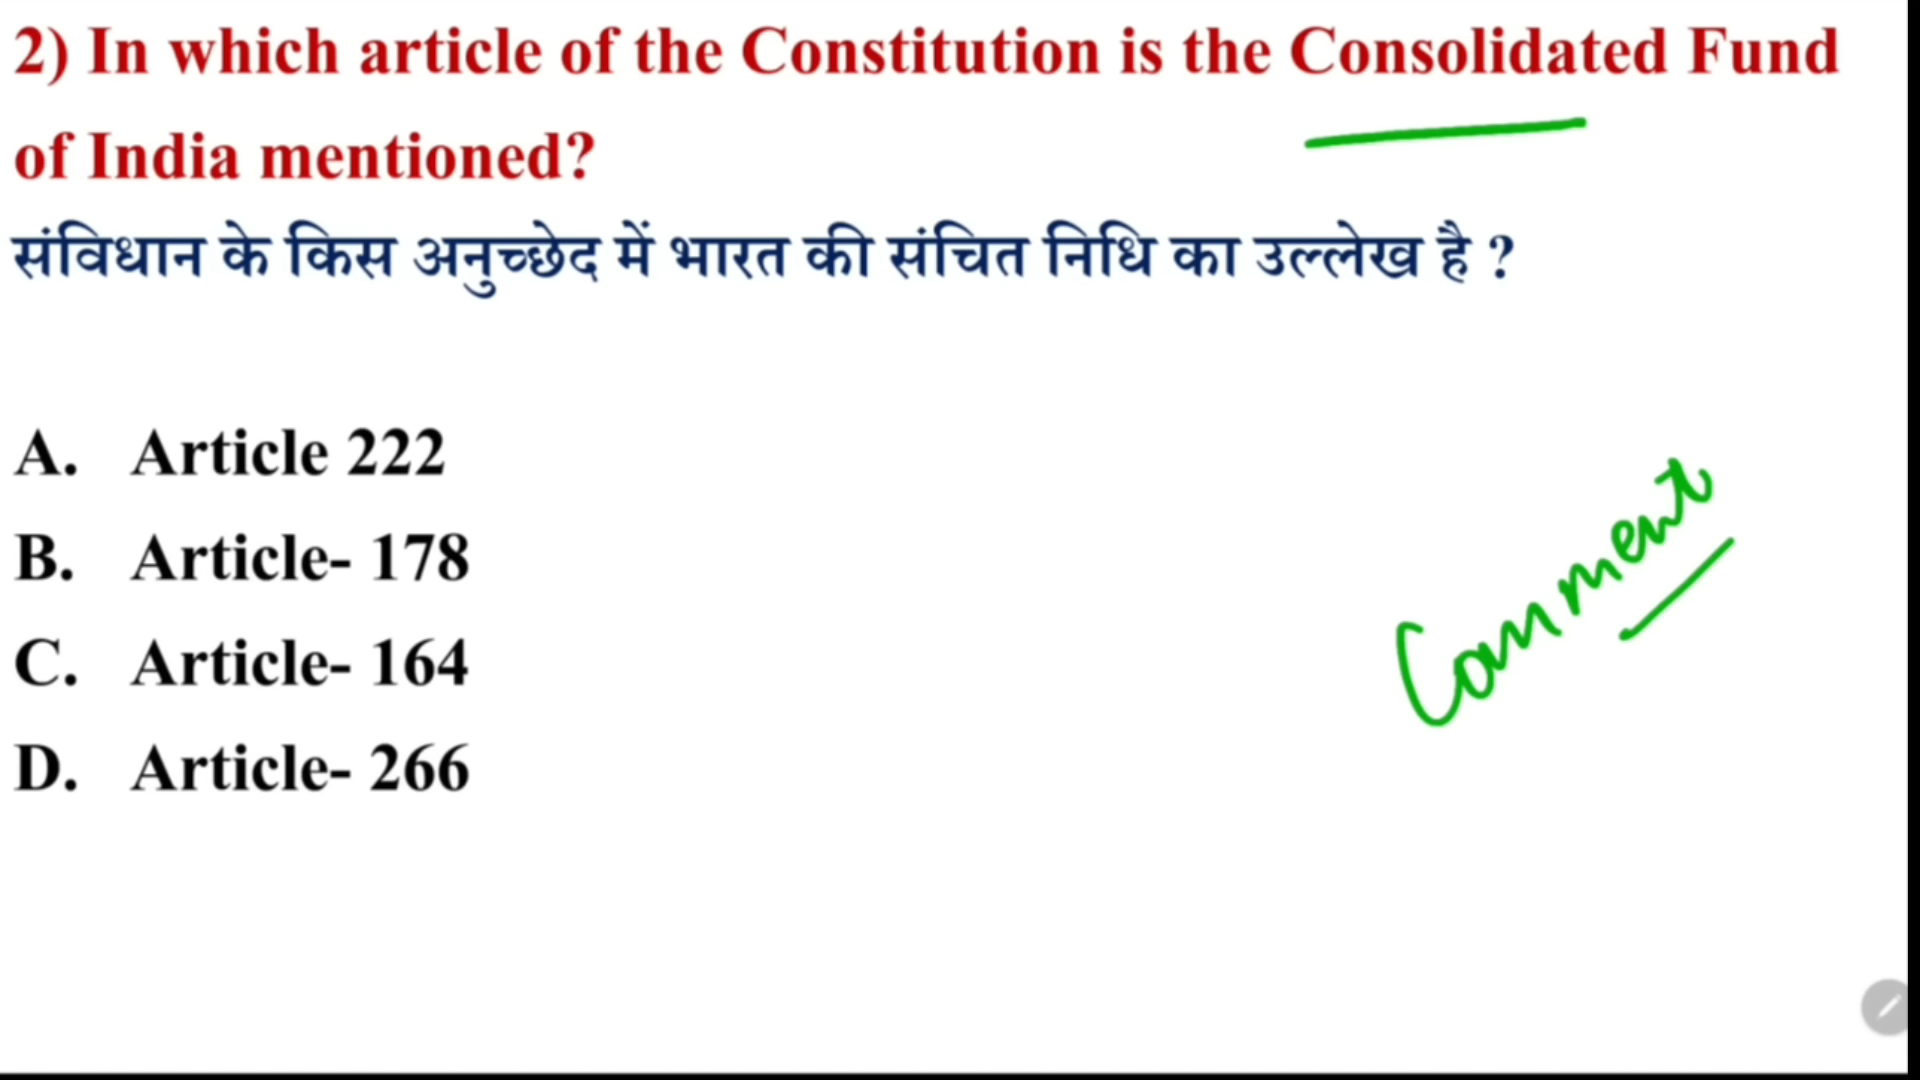 2) In which article of the Constitution is the Consolidated Fund
of India mentioned?
संविधान के किस अनुच्छेद में भारत की संचित निधि का उल्लेख है ?
A. Article 222
B. Article- 178
C. Article- 164
D. Article- 266
Comment